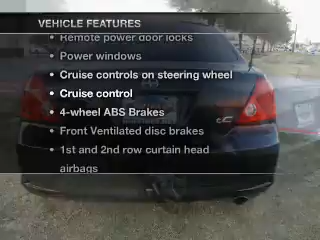 VEHICLE FEATURES
• Remote power door locks
• Power windows
• Cruise controls on steering wheel
• Cruise control
• 4-wheel ABS Brakes
• Front Ventilated disc brakes
• 1st and 2nd row curtain head
airbags
tC